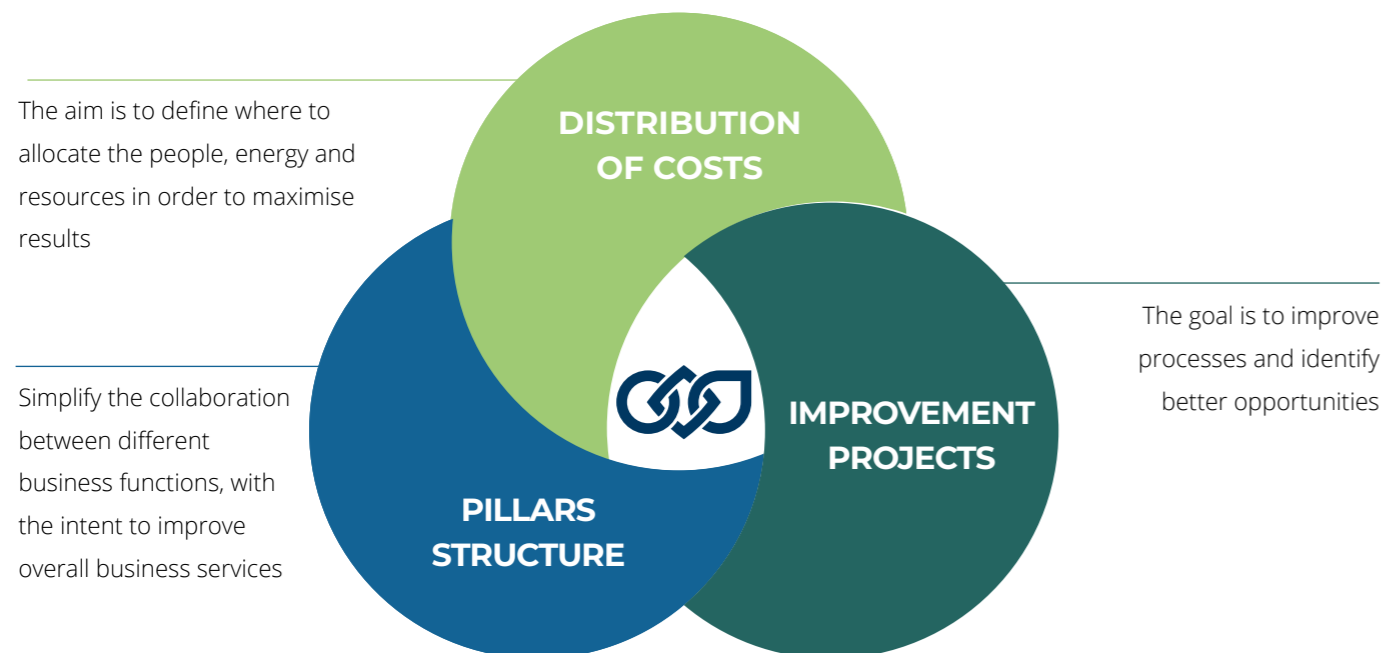 DISTRIBUTION
OF COSTS
The aim is to define where to
allocate the people, energy and
resources in order to maximise
results
IMPROVEMENT
PROJECTS
The goal is to improve
processes and identify
better opportunities
PILLARS
STRUCTURE
Simplify the collaboration
between different
business functions, with
the intent to improve
overall business services